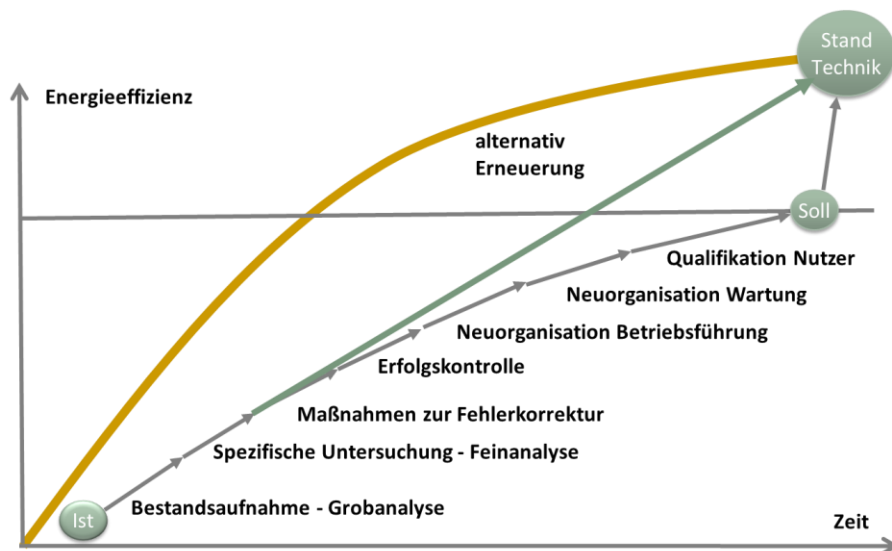 Stand
Technik
Energieeffizienz
alternativ
Erneuerung
Soll
Qualifikation Nutzer
Neuorganisation Wartung
Neuorganisation Betriebsführung
Erfolgskontrolle
Maßnahmen zur Fehlerkorrektur
Spezifische Untersuchung - Feinanalyse
Bestandsaufnahme - Grobanalyse
Ist
Zeit